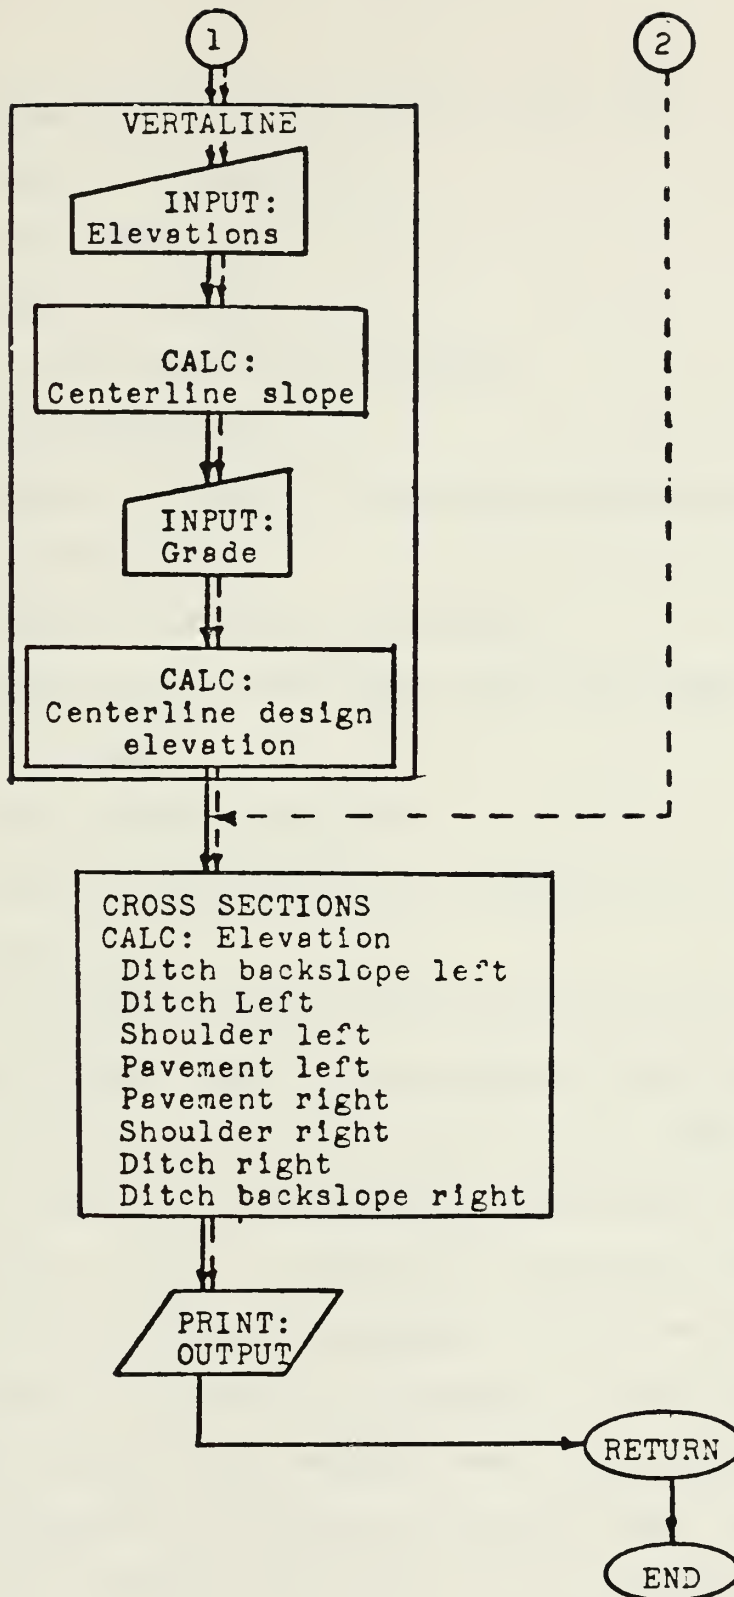 1
2
VERTALINE
INPUT:
Elevations
CALC:
Centerline slope
INPUT:
Grade
CALC:
Centerline design
elevation
CROSS SECTIONS
CALC: Elevation
Ditch backslope left
Ditch Left
Shoulder left
Pavement left
Pavement right
Shoulder right
Ditch right
Ditch backslope right
PRINT:
OUTPUT
RETURN
END